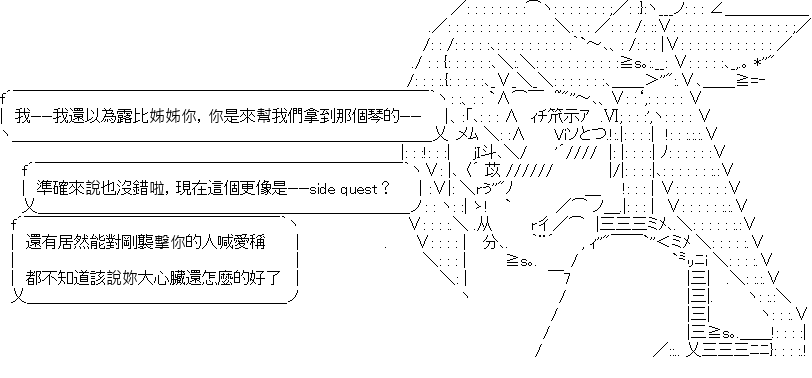 我──我還以為露比姊姊你，你是來幫我們拿到那個琴的──
準確來說也沒錯啦，現在這個更像是──side quest？
還有居然能對剛襲擊你的人喊愛稱
都不知道該說妳大心臟還怎麼的好了